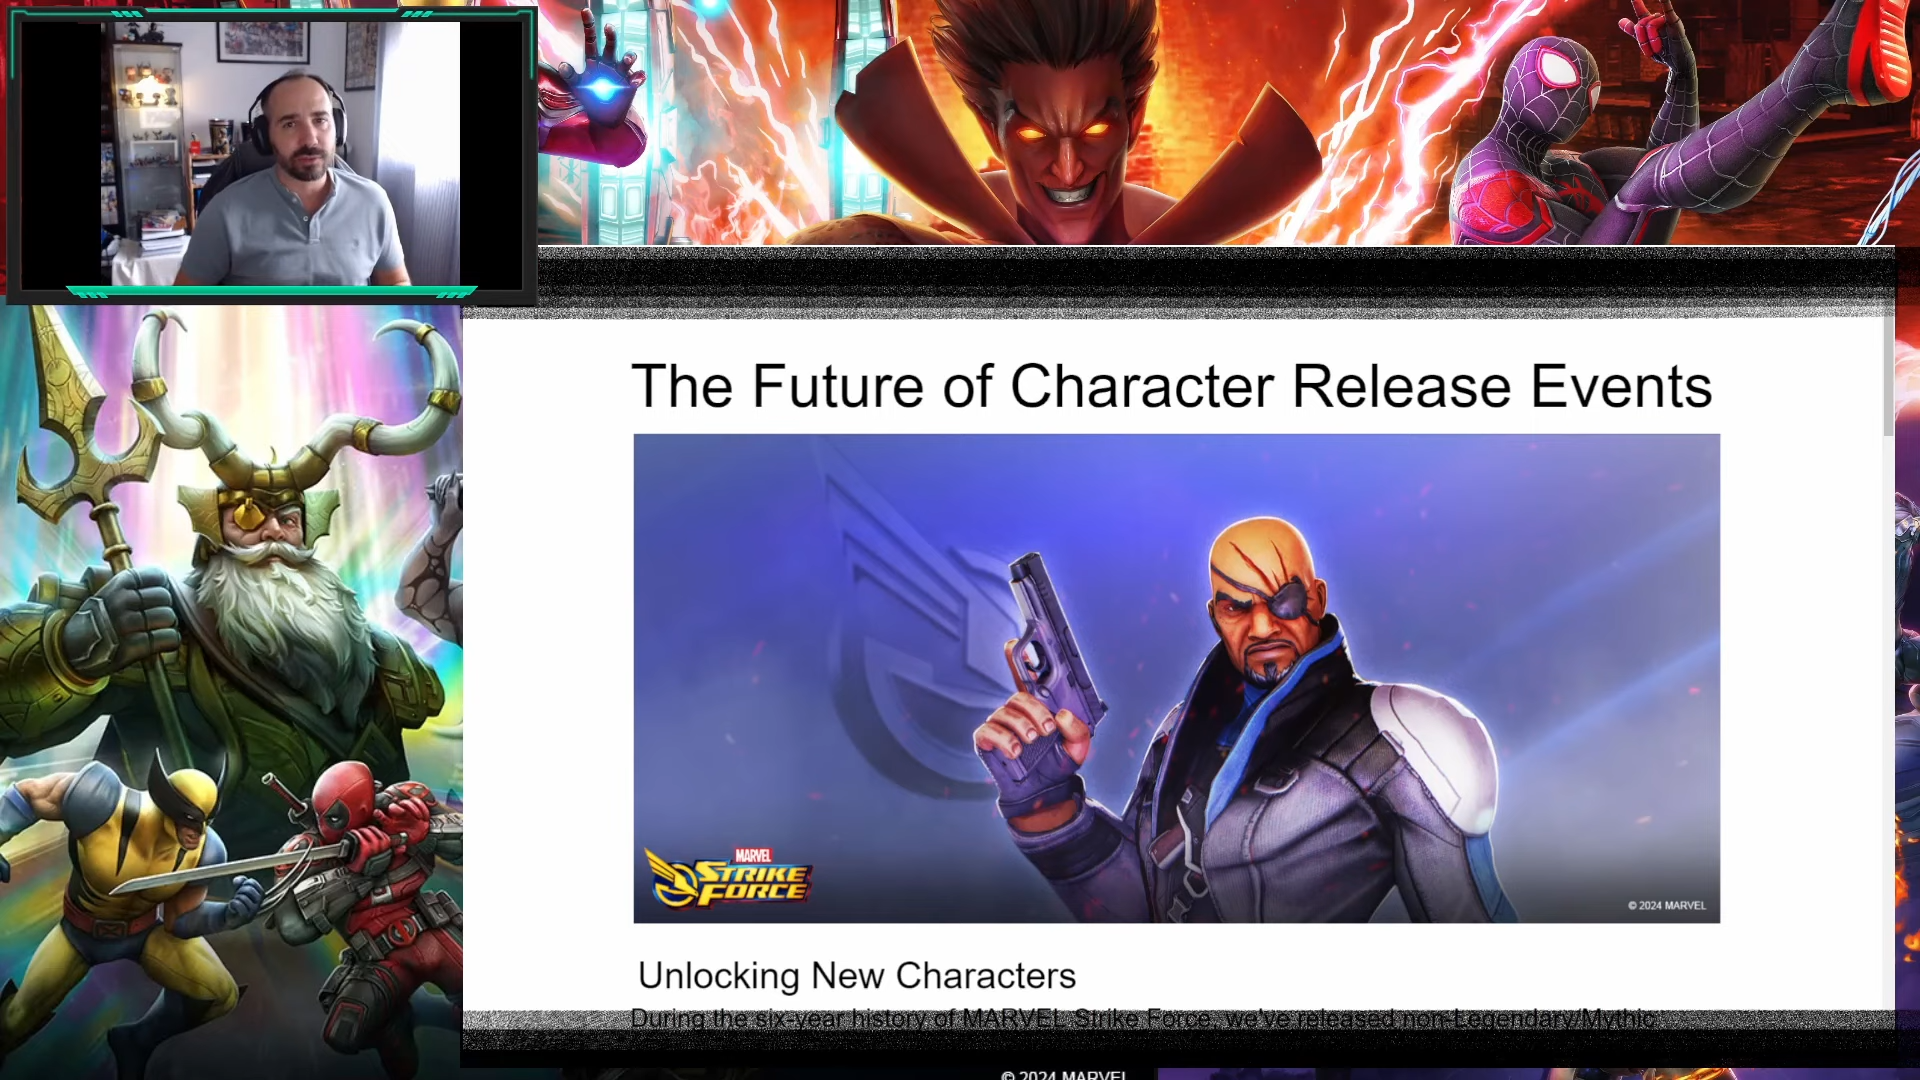 The Future of Character Release Events
MARVEL
STRIKE
FORCE
© 2024 MARVEL
Unlocking New Characters
During the six-year history of MARVEL Strike Force, we've released non-Legendary/Mythic
© 2024 MARVEL